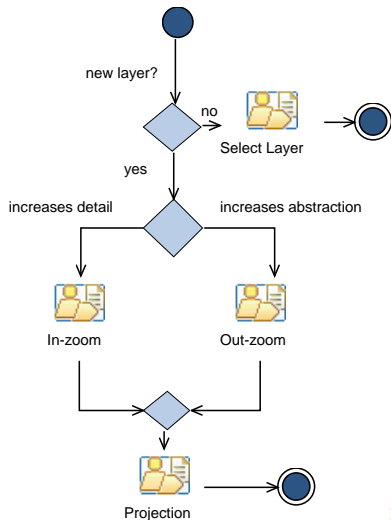 new layer?
no
Select Layer
yes
increases detail
increases abstraction
In-zoom
Out-zoom
Projection